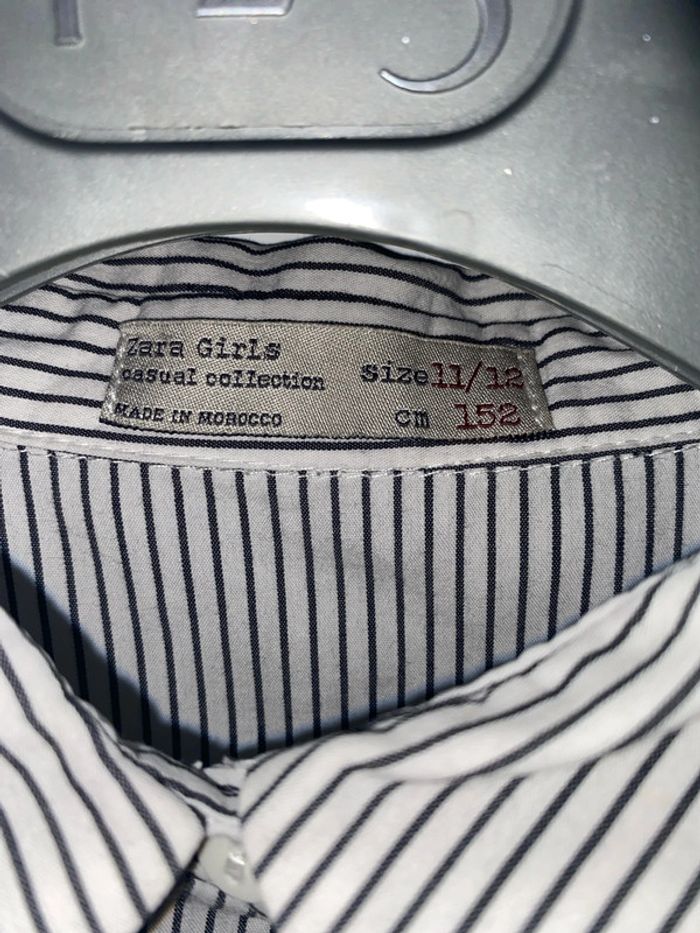 Zara Girls
casual collection
MADE IN MOROCCO
size 11/12
cm 152